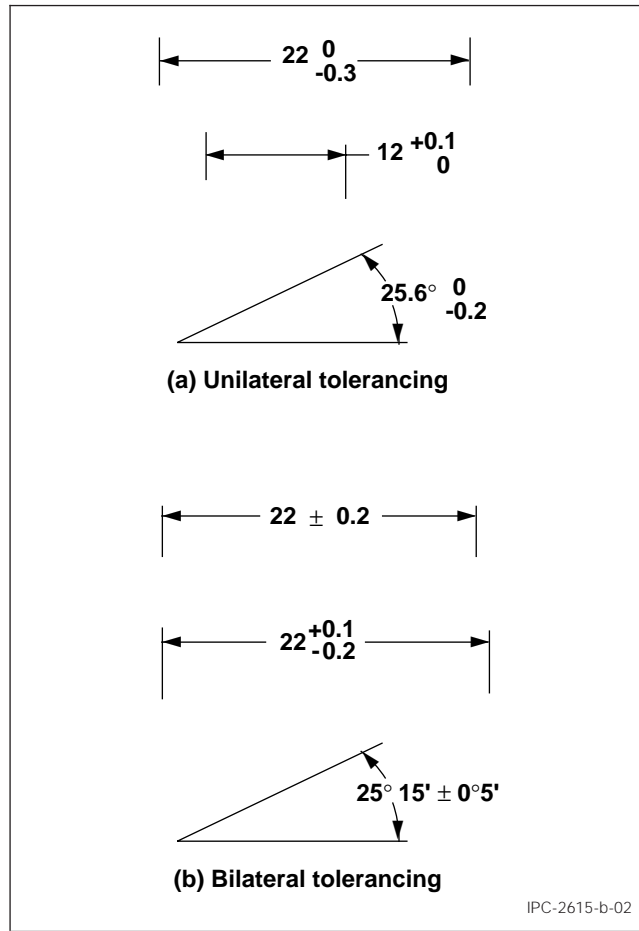 22 0
-0.3
12 +0.1
0
25.6° 0
-0.2
(a) Unilateral tolerancing
22 ± 0.2
22 +0.1
-0.2
25° 15' ± 0°5'
(b) Bilateral tolerancing
IPC-2615-b-02